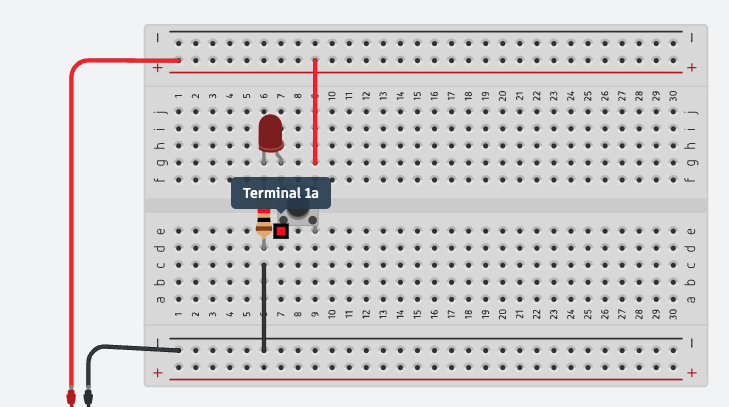 − −
+ +
1 2 3 4 5 6 7 8 9 10 11 12 13 14 15 16 17 18 19 20 21 22 23 24 25 26 27 28 29 30
j j
i i
h h
g g
f f
Terminal 1a
e e
d d
c c
b b
a a
1 2 3 4 5 6 7 8 9 10 11 12 13 14 15 16 17 18 19 20 21 22 23 24 25 26 27 28 29 30
− −
+ +